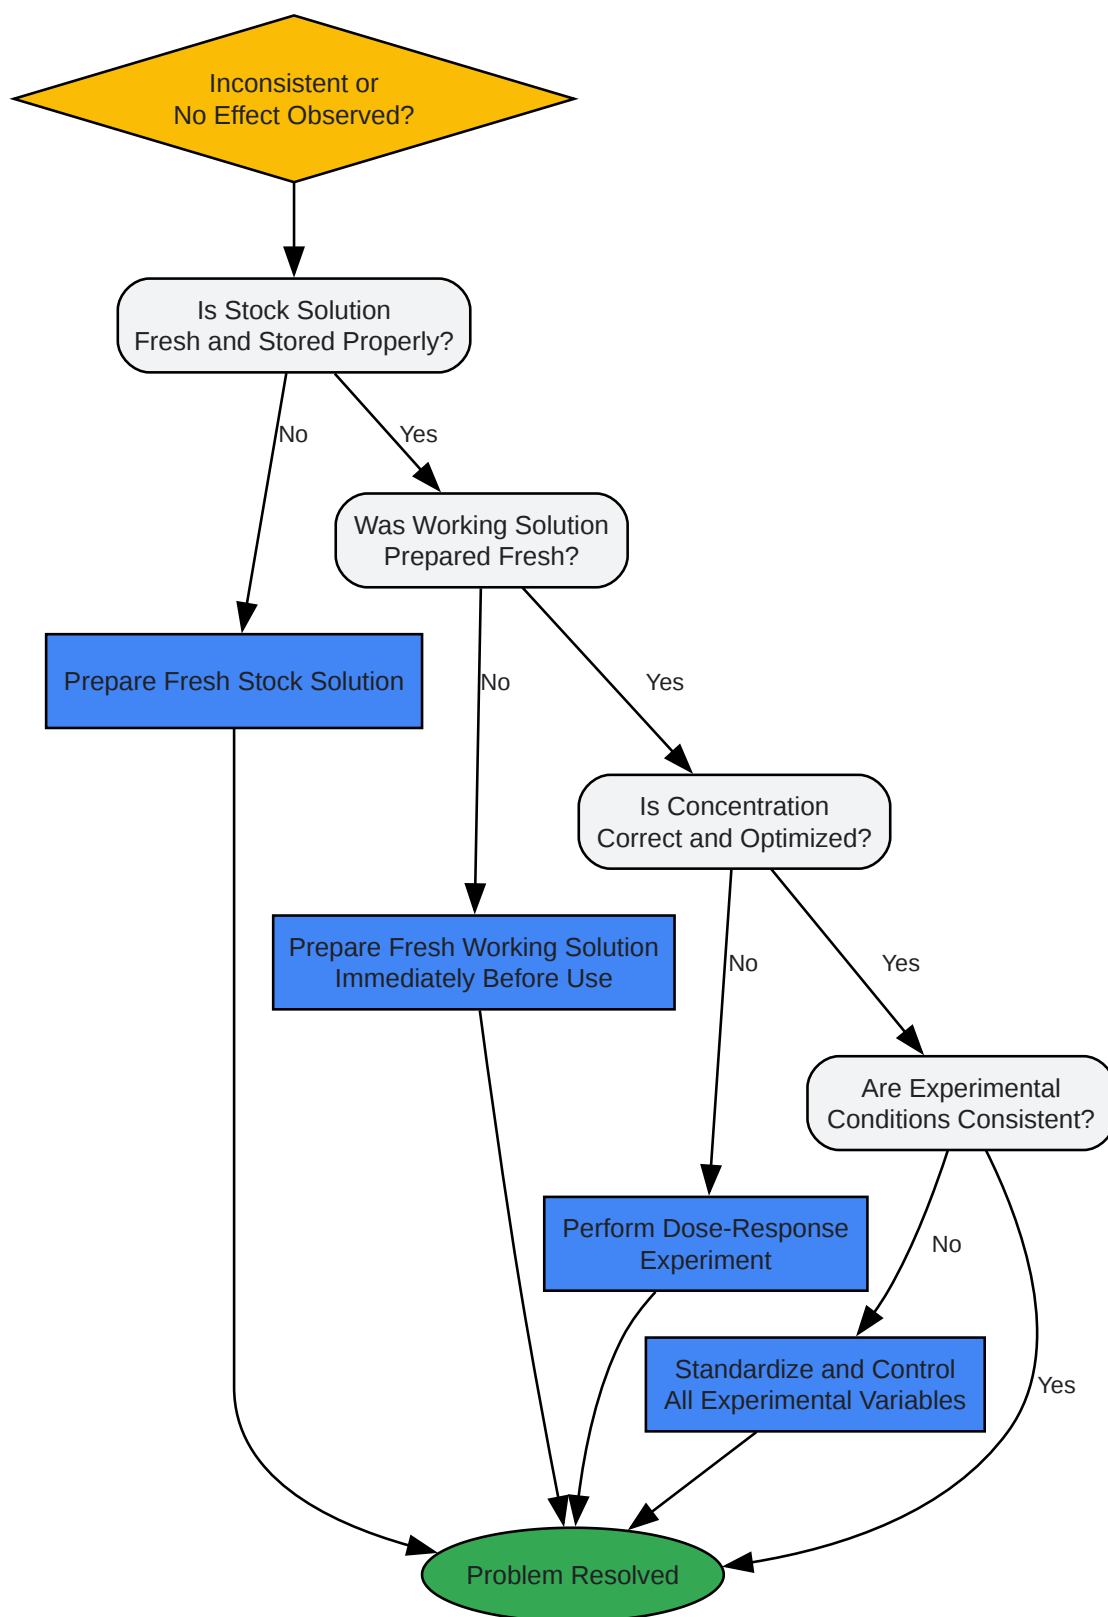 Inconsistent or
No Effect Observed?
Is Stock Solution
Fresh and Stored Properly?
No
Yes
Was Working Solution
Prepared Fresh?
Prepare Fresh Stock Solution
No
Yes
Is Concentration
Correct and Optimized?
Prepare Fresh Working Solution
Immediately Before Use
No
Yes
Are Experimental
Conditions Consistent?
Perform Dose-Response
Experiment
No
Standardize and Control
All Experimental Variables
Yes
Problem Resolved